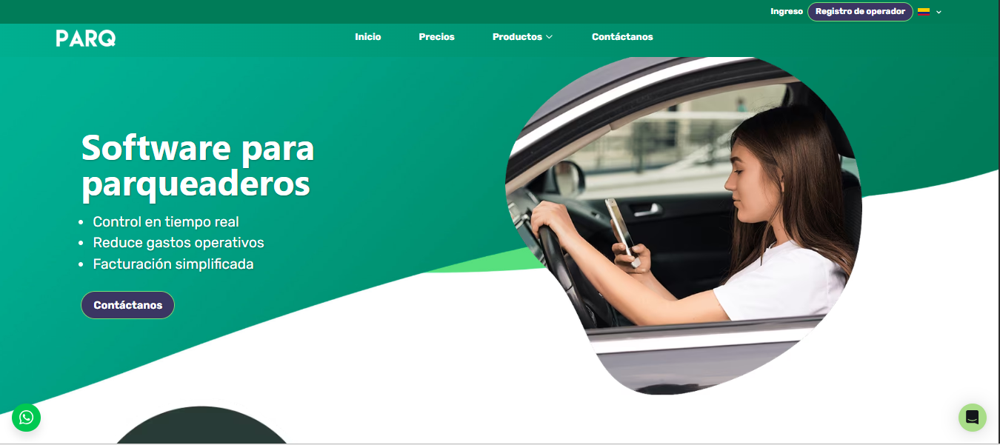 Ingreso
Registro de operador
PARQ
Inicio
Precios
Productos
Contáctanos
Software para
parqueaderos
Control en tiempo real
Reduce gastos operativos
Facturación simplificada
Contáctanos